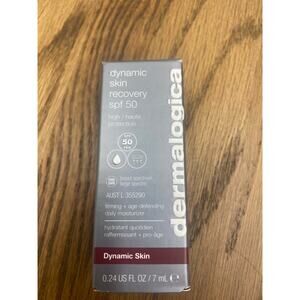 dynamic
skin
recovery
spf 50
high / haute
protection
SPF
50
broad spectrum
large spectre
AUST L 355290
firming + age defending
daily moisturizer
hydratant quotidien
raffermissant + pro-âge
dermalogica
Dynamic Skin
0.24 US FL OZ / 7 mL e